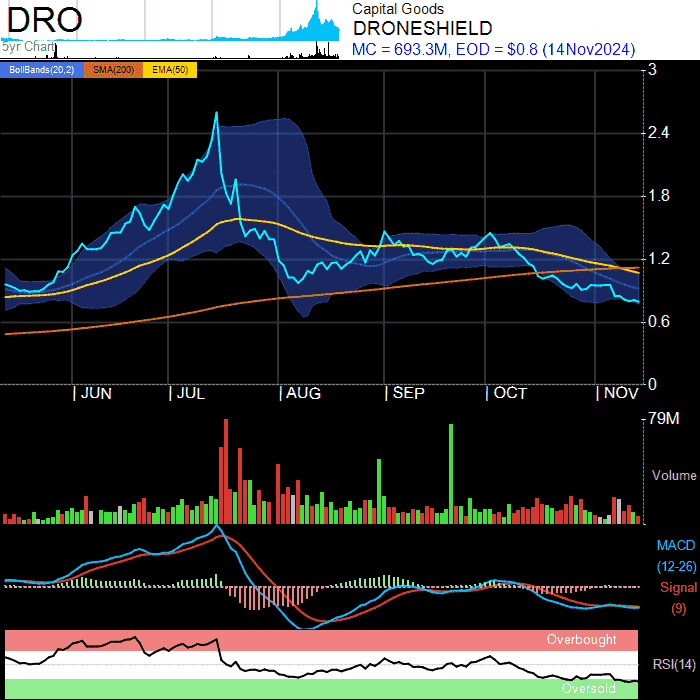 DRO
5yr Chart
Capital Goods
DRONESHIELD
MC = 693.3M, EOD = $0.8 (14Nov2024)
BollBands(20,2) SMA(200) EMA(50)
3
2.4
1.8
1.2
0.6
0
JUN JUL AUG SEP OCT NOV
79M
Volume
MACD
(12-26)
Signal
(9)
Overbought
RSI(14)
Oversold